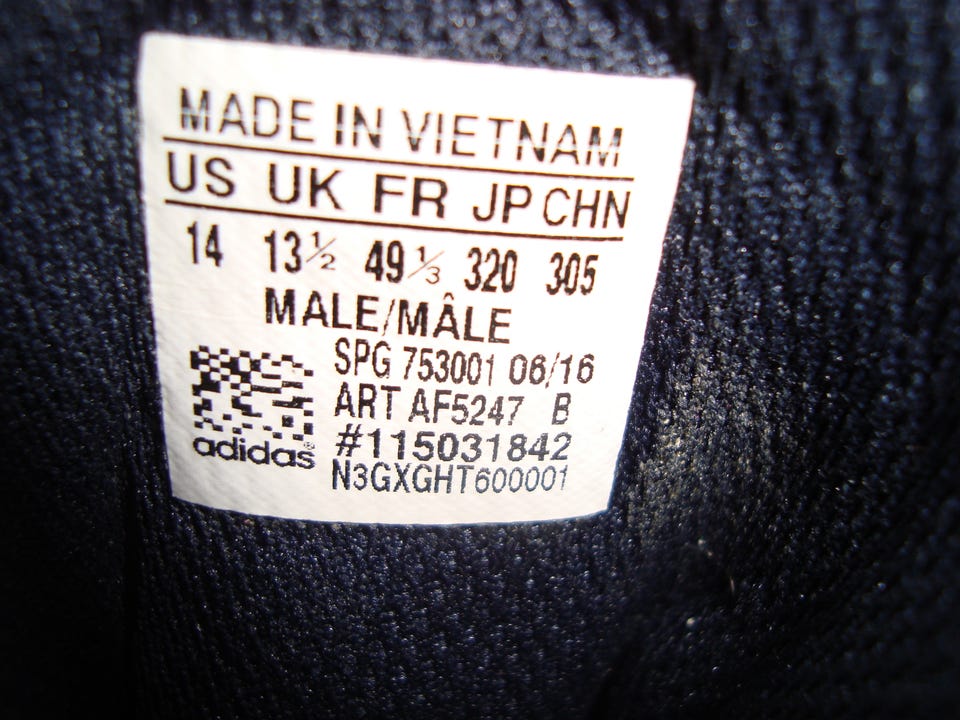 MADE IN VIETNAM
US UK FR JP CHN
14 13½ 49⅓ 320 305
MALE/MÂLE
SPG 753001 06/16
ART AF5247 B
#115031842
N3GXGHT600001
adidas®